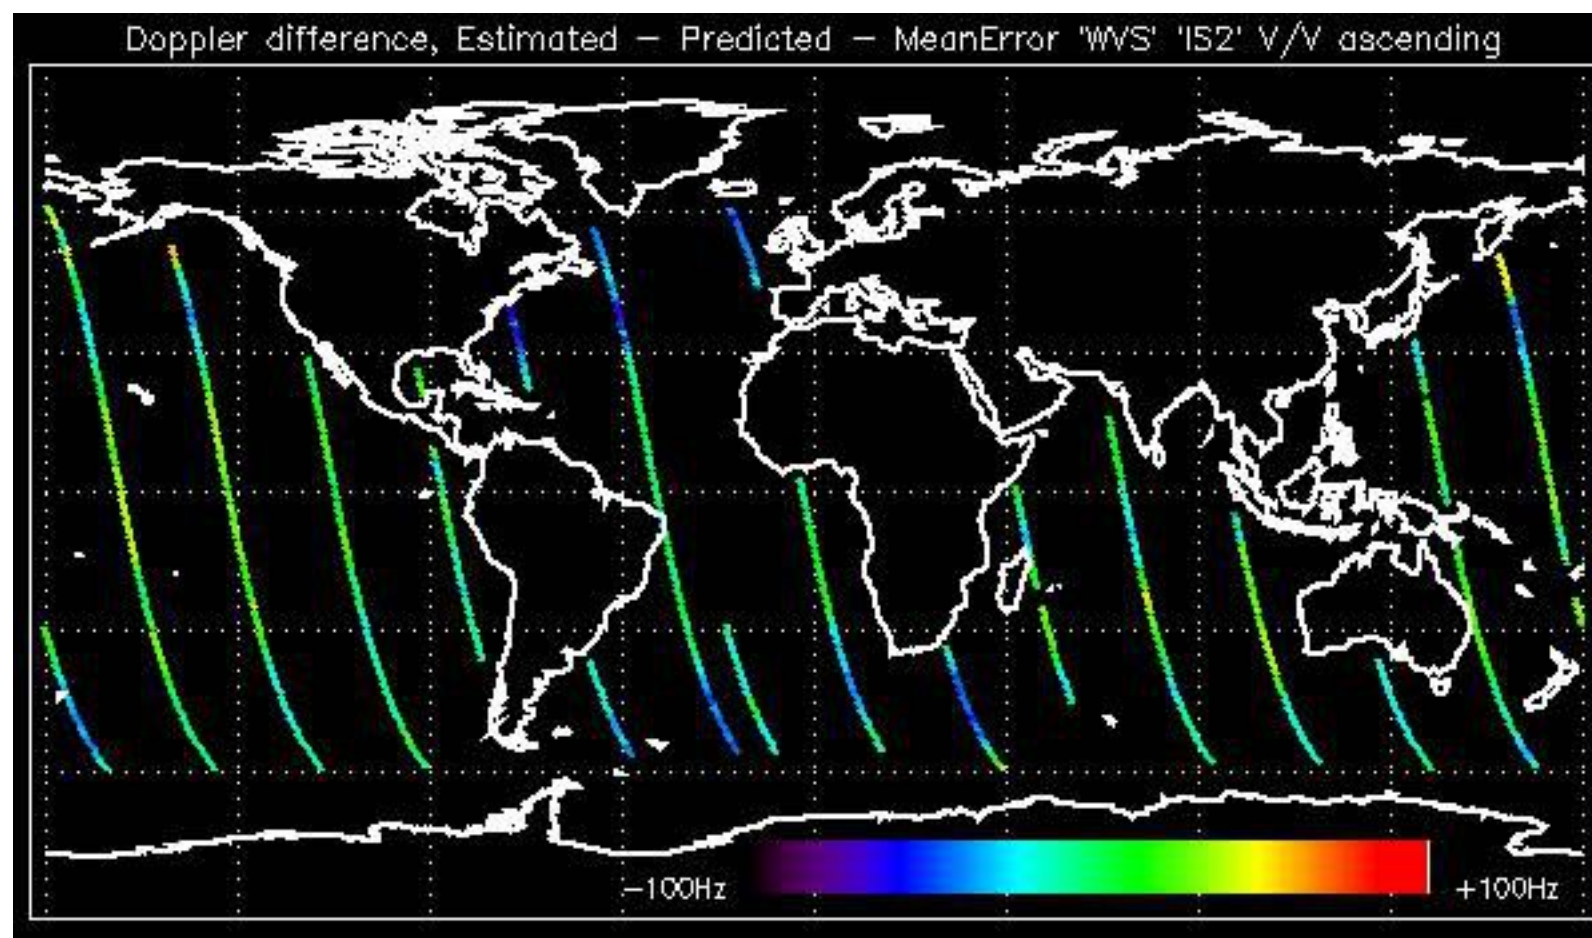 Doppler difference, Estimated – Predicted – MeanError 'WVS' 'IS2' V/V ascending
-100Hz +100Hz